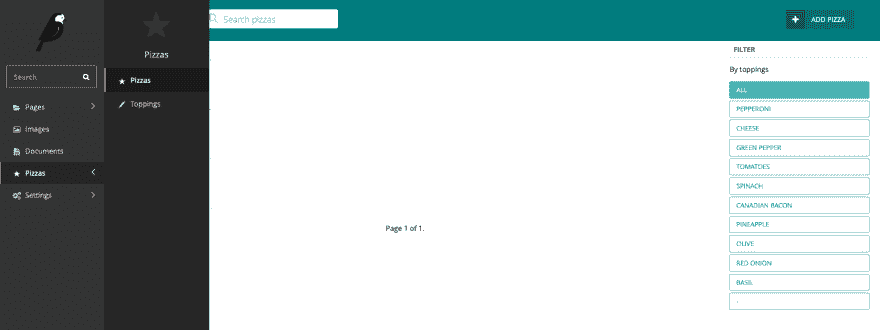 Search
Pages
Images
Documents
Pizzas
Settings
Pizzas
Pizzas
Toppings
Search pizzas
ADD PIZZA
Page 1 of 1.
FILTER
By toppings
ALL
PEPPERONI
CHEESE
GREEN PEPPER
TOMATOES
SPINACH
CANADIAN BACON
PINEAPPLE
OLIVE
RED ONION
BASIL
-